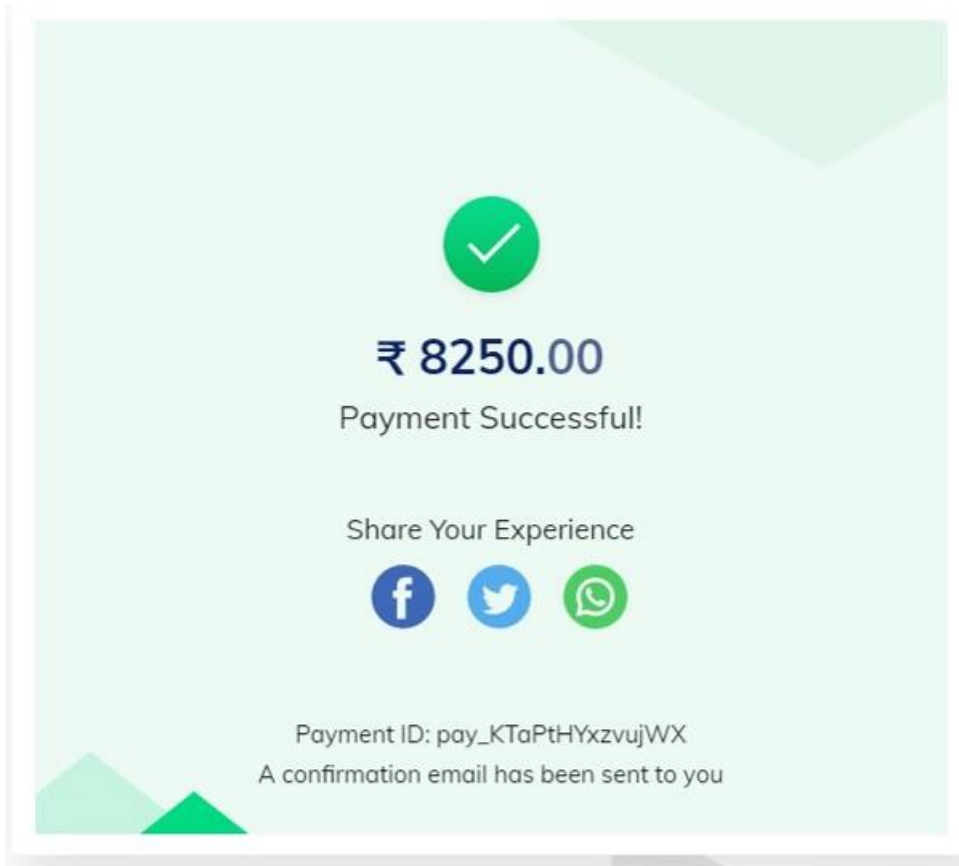 ₹ 8250.00
Payment Successful!
Share Your Experience
Payment ID: pay_KTaPtHYxzvujWX
A confirmation email has been sent to you